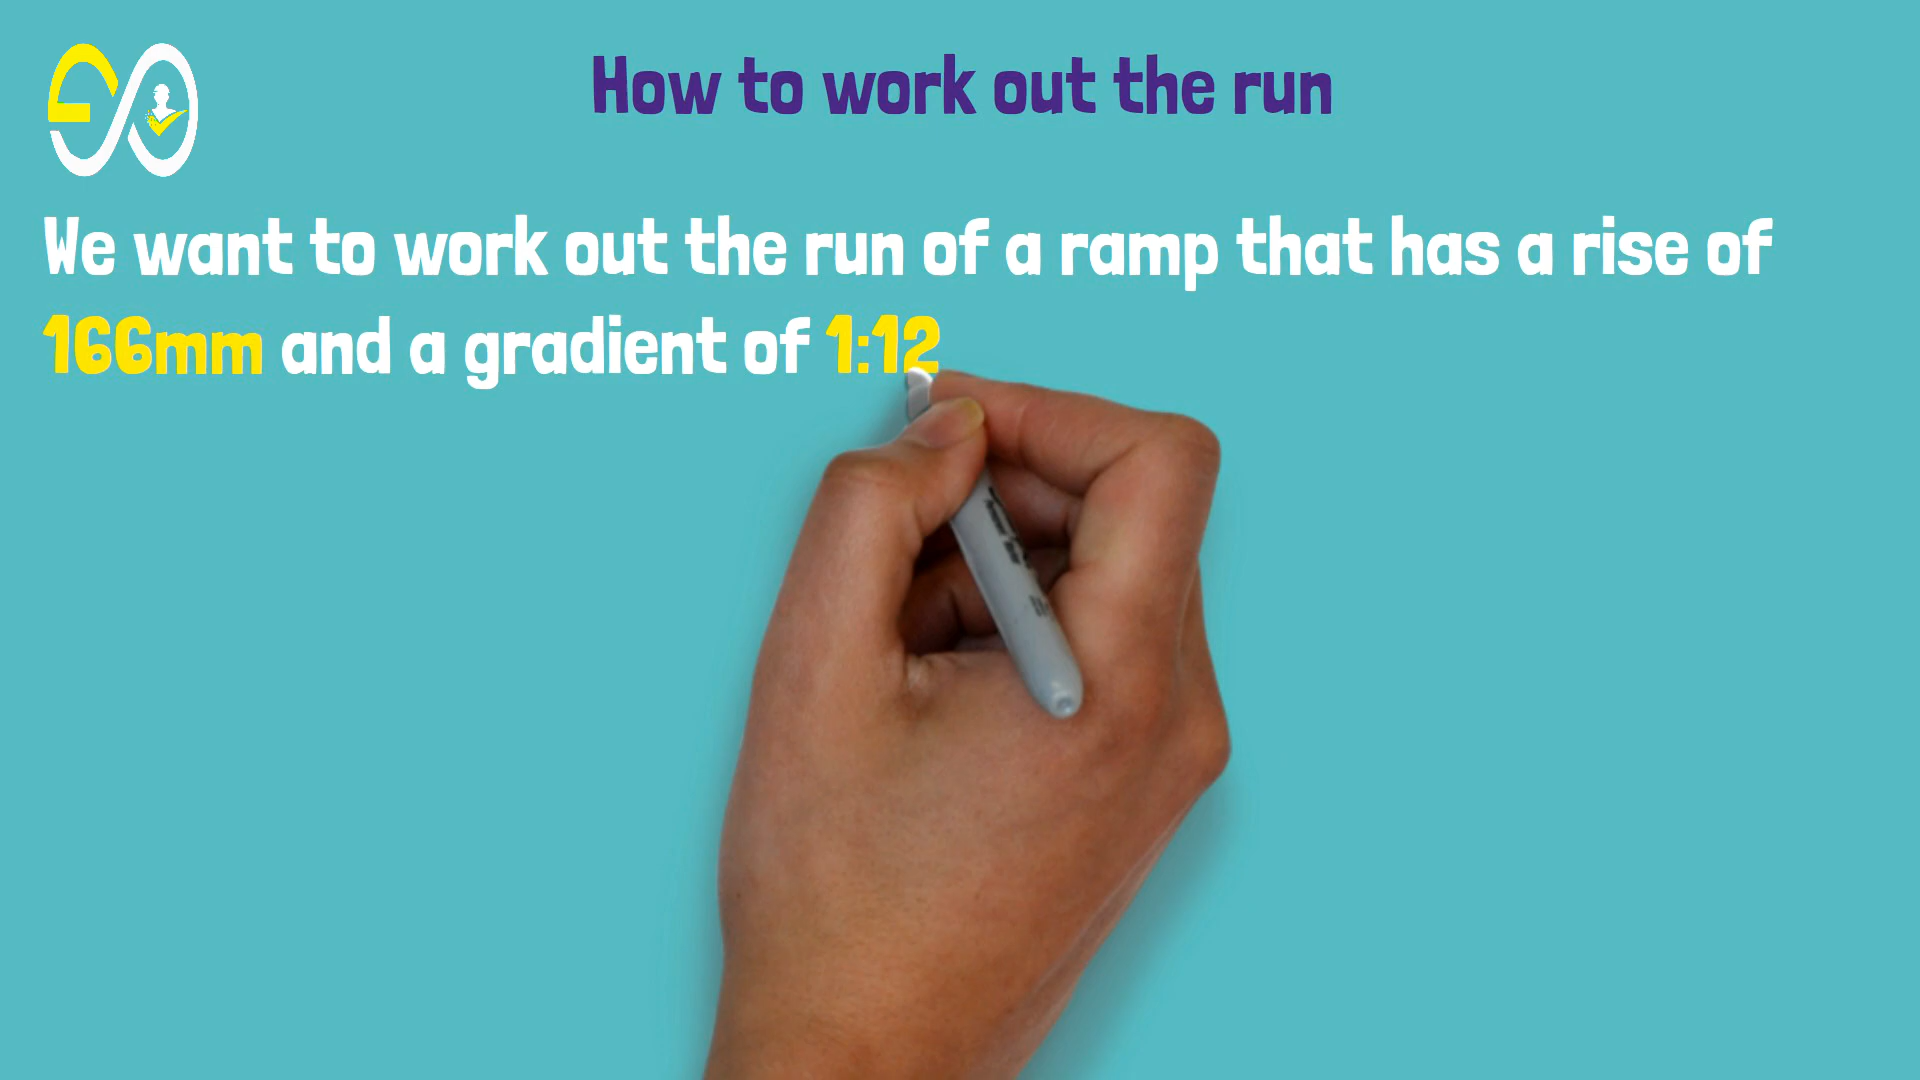 How to work out the run
We want to work out the run of a ramp that has a rise of
166mm and a gradient of 1:12